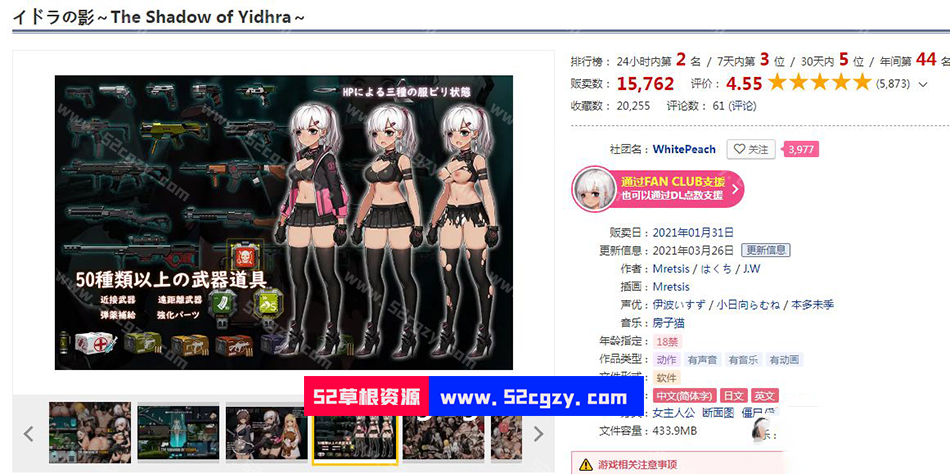 イドラの影～The Shadow of Yidhra～
HPによる三種の服ビリ状態
50種類以上の武器道具
近接武器 遠距離武器
弾薬補給 強化パーツ
排行榜： 24小时内第 2 名 / 7天内第 3 位 / 30天内 5 位 / 年间第 44 名
贩卖数： 15,762 评价： 4.55 ★★★★★ (5,873)
收藏数： 20,255 评论数： 61 (评论)
社团名： WhitePeach 关注 3,977
通过FAN CLUB支援
也可以通过DL点数支援
贩卖日： 2021年01月31日
更新信息： 2021年03月26日 更新信息
作者： Mretsis / はくち / J.W
插画： Mretsis
声优： 伊波いすず / 小日向らむね / 本多未季
音乐： 房子猫
年龄指定： 18禁
作品类型： 动作 有声音 有音乐 有动画
文件形式： 软件
中文(简体字) 日文 英文
女主人公 断面图 僵尸
文件容量： 433.9MB
乐：
游戏相关注意事项
52草根资源 www.52cgzy.com
52cgzy.com